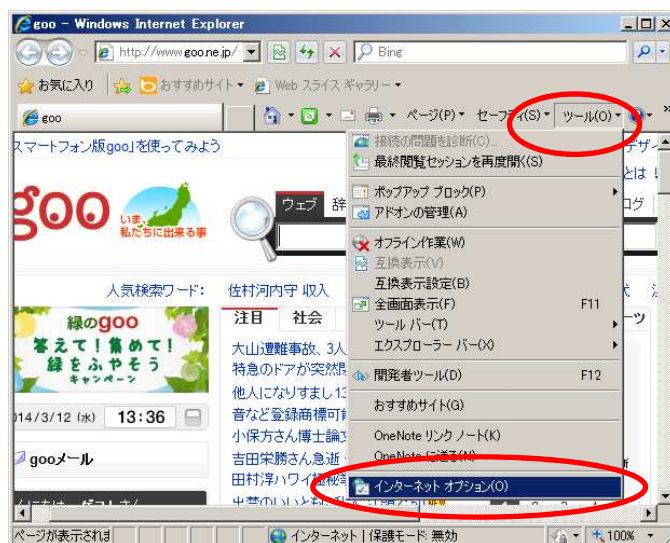 goo - Windows Internet Explorer
http://www.goo.ne.jp/ Bing
お気に入り おすすめサイト Web スライス ギャラリー
goo ページ(P) セーフティ(S) ツール(O)
スマートフォン版goo」を使ってみよう
goo いま、私たちに出来る事
ウェブ
人気検索ワード: 佐村河内守 収入
緑のgoo
答えて!集めて!
緑をふやそう
キャンペーン
014/3/12 (水) 13:36
gooメール
注目 社会
大山遭難事故、3人
特急のドアが突然
他人になりすまし13
音など登録商標可
小保方さん博士論
吉田栄勝さん急逝
田村淳ハワイ
接続の問題を診断(C)...
最終閲覧セッションを再度開く(S)
ポップアップ ブロック(P)
アドオンの管理(A)
オフライン作業(W)
互換表示(V)
互換表示設定(B)
全画面表示(F) F11
ツール バー(T)
エクスプローラー バー(X)
開発者ツール(D) F12
おすすめサイト(G)
OneNote リンク ノート(K)
OneNote に送る(N)
インターネット オプション(O)
ページが表示されま インターネット | 保護モード: 無効 100%